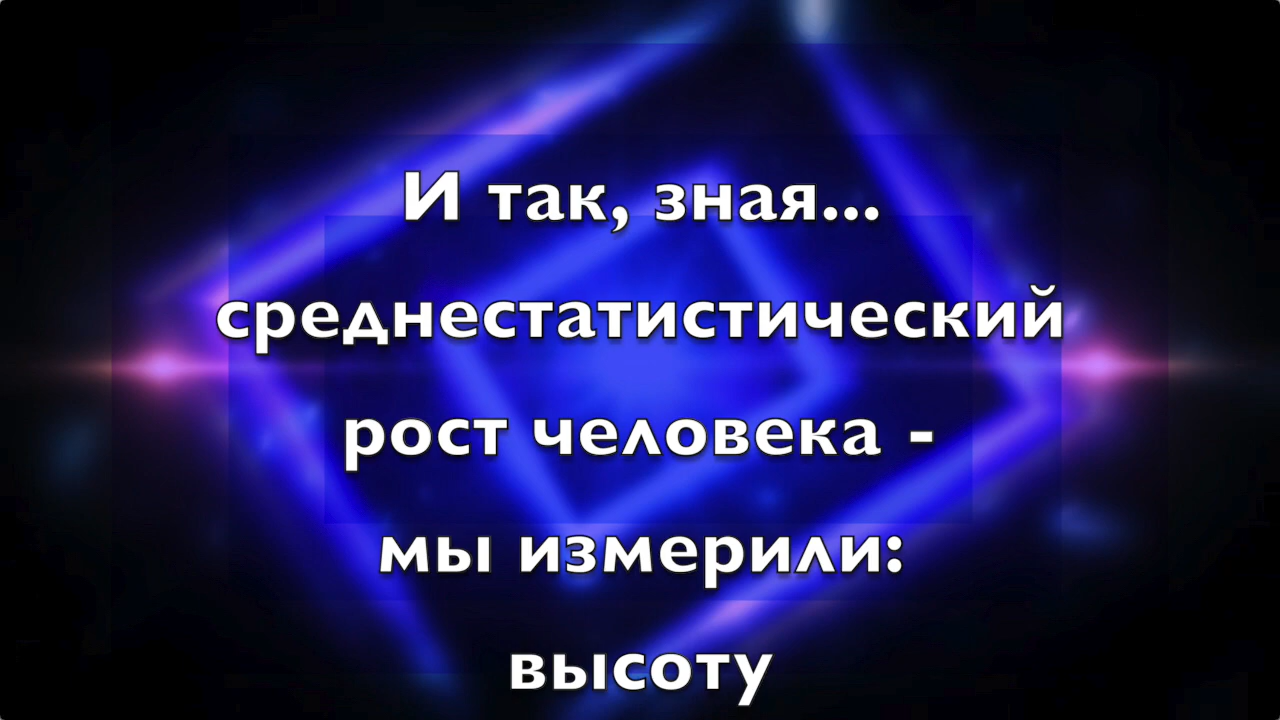 И так, зная...
среднестатистический
рост человека -
мы измерили:
высоту